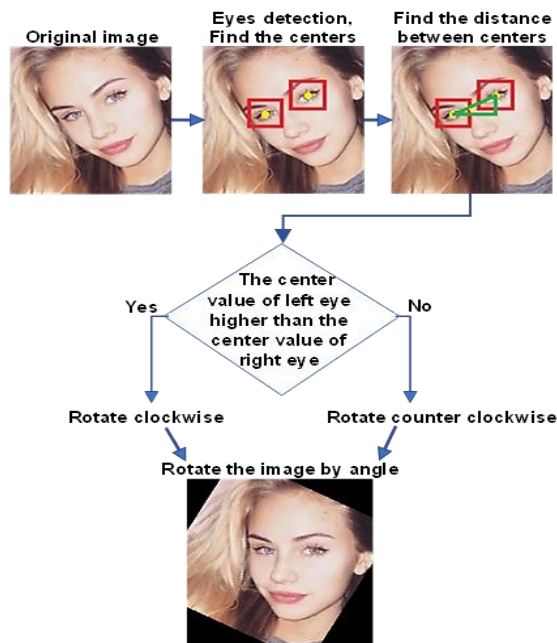 Original image
Eyes detection,
Find the centers
Find the distance
between centers
The center
value of left eye
higher than the
center value of
right eye
Yes
No
Rotate clockwise
Rotate counter clockwise
Rotate the image by angle